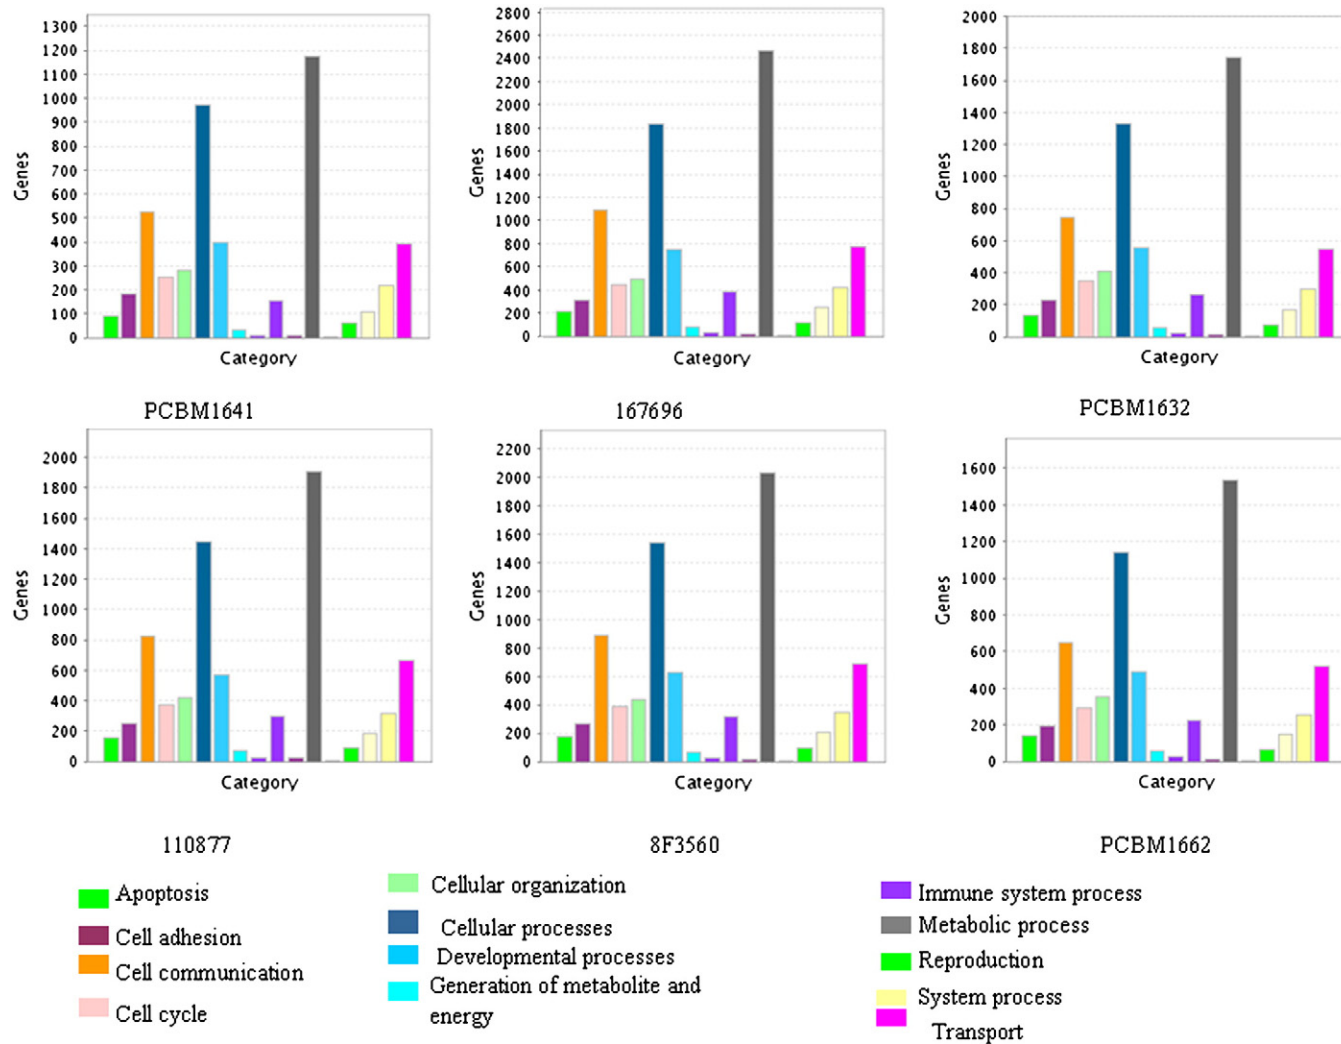 1300
1200
1100
1000
900
800
700
600
500
400
300
200
100
0
Genes
Category
PCBM1641
2800
2600
2400
2200
2000
1800
1600
1400
1200
1000
800
600
400
200
0
Genes
Category
167696
2000
1800
1600
1400
1200
1000
800
600
400
200
0
Genes
Category
PCBM1632
2000
1800
1600
1400
1200
1000
800
600
400
200
0
Genes
Category
110877
2200
2000
1800
1600
1400
1200
1000
800
600
400
200
0
Genes
Category
8F3560
1600
1400
1200
1000
800
600
400
200
0
Genes
Category
PCBM1662
Apoptosis
Cell adhesion
Cell communication
Cell cycle
Cellular organization
Cellular processes
Developmental processes
Generation of metabolite and
energy
Immune system process
Metabolic process
Reproduction
System process
Transport